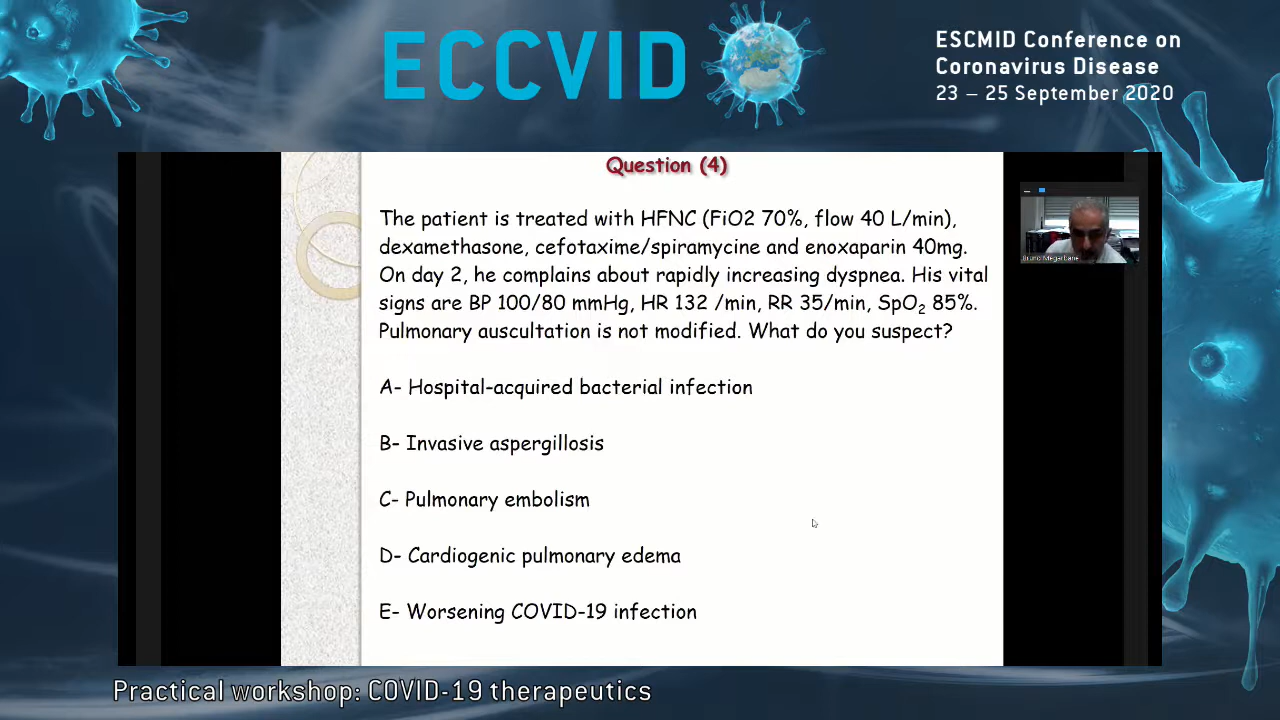 ECCVID
ESCMID Conference on
Coronavirus Disease
23 – 25 September 2020
Question (4)
The patient is treated with HFNC (FiO2 70%, flow 40 L/min),
dexamethasone, cefotaxime/spiramycine and enoxaparin 40mg.
On day 2, he complains about rapidly increasing dyspnea. His vital
signs are BP 100/80 mmHg, HR 132 /min, RR 35/min, SpO₂ 85%.
Pulmonary auscultation is not modified. What do you suspect?
A- Hospital-acquired bacterial infection
B- Invasive aspergillosis
C- Pulmonary embolism
D- Cardiogenic pulmonary edema
E- Worsening COVID-19 infection
Bruno Megarbane
Practical workshop: COVID-19 therapeutics